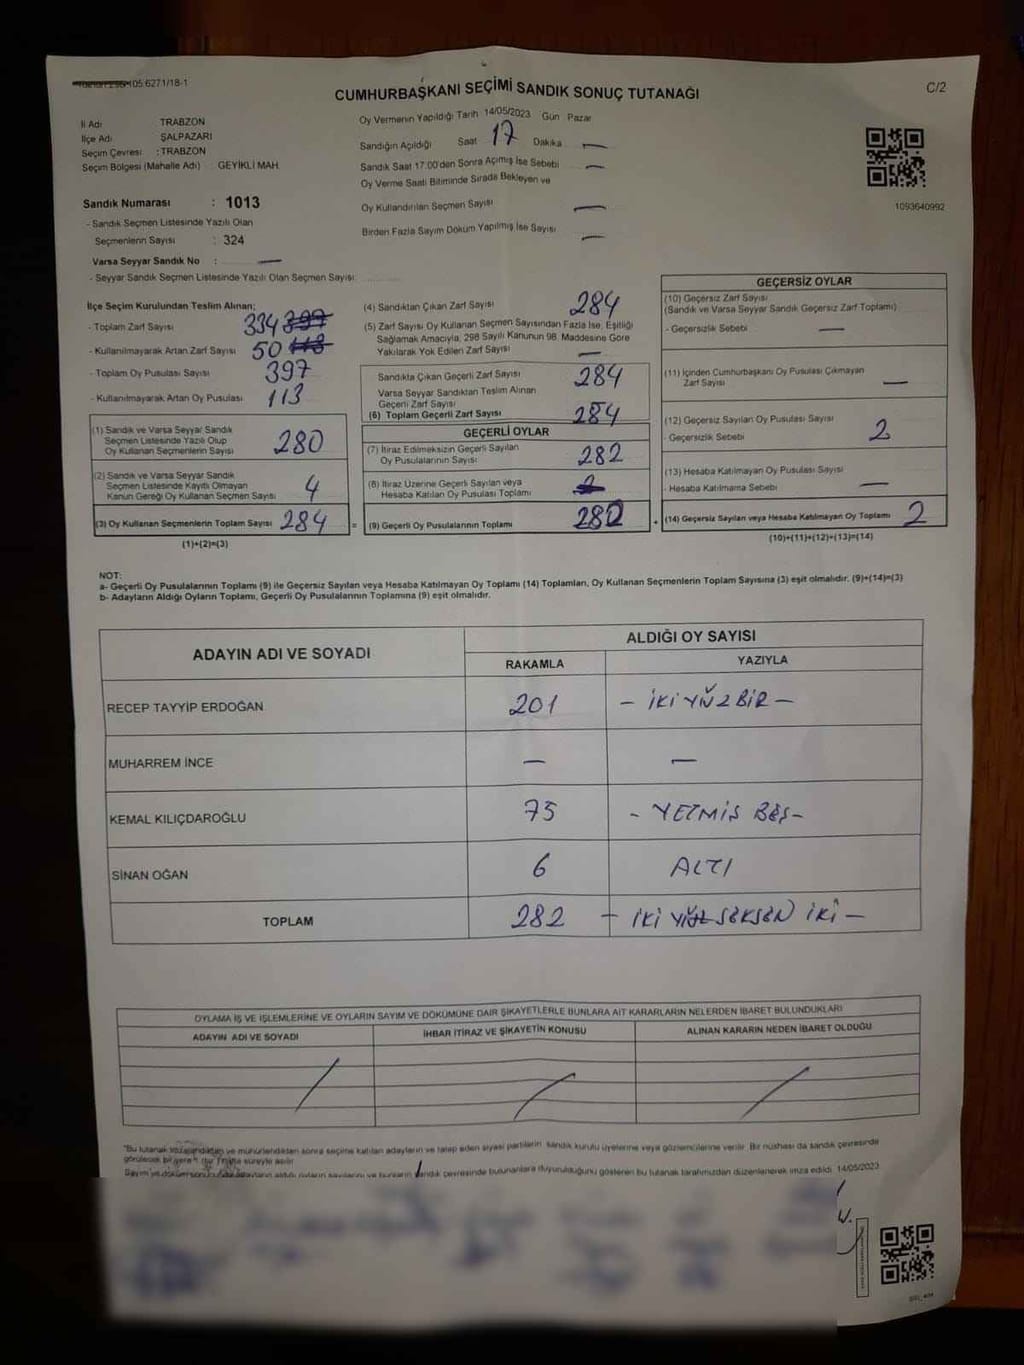 105 6271/18-1
C/2
CUMHURBAŞKANI SEÇİMİ SANDIK SONUÇ TUTANAĞI
İl Adı TRABZON
İlçe Adı ŞALPAZARI
Seçim Çevresi : TRABZON
Seçim Bölgesi (Mahalle Adı) GEYİKLİ MAH.
Oy Vermenin Yapıldığı Tarih 14/05/2023 Gün Pazar
Sandığın Açıldığı Saat 17 Dakika —
Sandık Saat 17.00'den Sonra Açımış İse Sebebi —
Oy Verme Saati Bitiminde Sırada Bekleyen ve
Oy Kullandırılan Seçmen Sayısı —
Birden Fazla Sayım Döküm Yapılmış İse Sayısı —
1093640992
Sandık Numarası : 1013
- Sandık Seçmen Listesinde Yazılı Olan
Seçmenlerin Sayısı : 324
Varsa Seyyar Sandık No : —
- Seyyar Sandık Seçmen Listesinde Yazılı Olan Seçmen Sayısı:
İlçe Seçim Kurulundan Teslim Alınan;
- Toplam Zarf Sayısı 334 397
- Kullanılmayarak Artan Zarf Sayısı 50 113
- Toplam Oy Pusulası Sayısı 397
- Kullanılmayarak Artan Oy Pusulası 113
(1) Sandık ve Varsa Seyyar Sandık
Seçmen Listesinde Yazılı Olup
Oy Kullanan Seçmenlerin Sayısı 280
(2) Sandık ve Varsa Seyyar Sandık
Seçmen Listesinde Kayıtlı Olmayan
Kanun Gereği Oy Kullanan Seçmen Sayısı 4
(3) Oy Kullanan Seçmenlerin Toplam Sayısı 284 =
(1)+(2)=(3)
(4) Sandıktan Çıkan Zarf Sayısı 284
(5) Zarf Sayısı Oy Kullanan Seçmen Sayısından Fazla İse, Eşitliği
Sağlamak Amacıyla, 298 Sayılı Kanunun 98. Maddesine Göre
Yakılarak Yok Edilen Zarf Sayısı —
Sandıkta Çıkan Geçerli Zarf Sayısı 284
Varsa Seyyar Sandıktan Teslim Alınan
Geçerli Zarf Sayısı
(6) Toplam Geçerli Zarf Sayısı 284
GEÇERLİ OYLAR
(7) İtiraz Edilmeksizin Geçerli Sayılan
Oy Pusulalarının Sayısı 282
(8) İtiraz Üzerine Geçerli Sayılan veya
Hesaba Katılan Oy Pusulası Toplamı
(9) Geçerli Oy Pusulalarının Toplamı 282 +
GEÇERSİZ OYLAR
(10) Geçersiz Zarf Sayısı
(Sandık ve Varsa Seyyar Sandık Geçersiz Zarf Toplamı)
- Geçersizlik Sebebi —
(11) İçinden Cumhurbaşkanı Oy Pusulası Çıkmayan
Zarf Sayısı —
(12) Geçersiz Sayılan Oy Pusulası Sayısı
- Geçersizlik Sebebi 2
(13) Hesaba Katılmayan Oy Pusulası Sayısı
- Hesaba Katılmama Sebebi —
(14) Geçersiz Sayılan veya Hesaba Katılmayan Oy Toplamı 2
(10)+(11)+(12)+(13)=(14)
NOT:
a- Geçerli Oy Pusulalarının Toplamı (9) ile Geçersiz Sayılan veya Hesaba Katılmayan Oy Toplamı (14) Toplamları, Oy Kullanan Seçmenlerin Toplam Sayısına (3) eşit olmalıdır. (9)+(14)=(3)
b- Adayların Aldığı Oyların Toplamı, Geçerli Oy Pusulalarının Toplamına (9) eşit olmalıdır.
ADAYIN ADI VE SOYADI
ALDIĞI OY SAYISI
RAKAMLA YAZIYLA
RECEP TAYYİP ERDOĞAN 201 - İKİ YÜZ BİR -
MUHARREM İNCE — —
KEMAL KILIÇDAROĞLU 75 - YETMİŞ BEŞ -
SİNAN OĞAN 6 ALTI
TOPLAM 282 - İKİ YÜZ SEKSEN İKİ -
OYLAMA İŞ VE İŞLEMLERİNE VE OYLARIN SAYIM VE DÖKÜMÜNE DAİR ŞİKAYETLERLE BUNLARA AİT KARARLARIN NELERDEN İBARET BULUNDUKLARI
ADAYIN ADI VE SOYADI
İHBAR İTİRAZ VE ŞİKAYETİN KONUSU
ALINAN KARARIN NEDEN İBARET OLDUĞU
"Bu tutanak ve mühürlendikten sonra seçime katılan adayların ve talep eden siyasi partilerin sandık kurulu üyelerine veya gözlemcilerine verilir. Bir nüshası da sandık çevresinde
görülecek bir yere süreyle asılır.
sandık çevresinde bulunanlara duyurulduğunu gösteren bu tutanak tarafımızdan düzenlenerek imza edildi. 14/05/2023